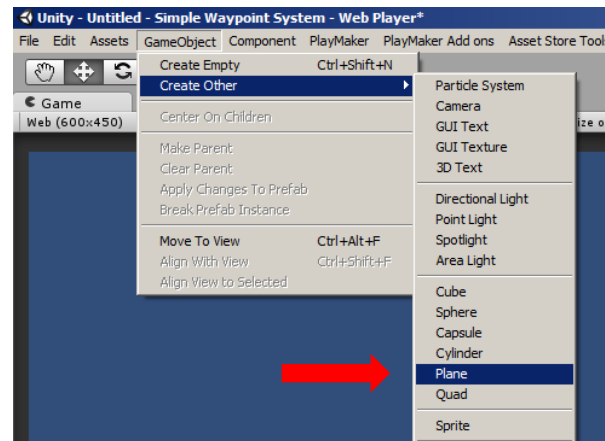 Unity - Untitled - Simple Waypoint System - Web Player*
File Edit Assets GameObject Component PlayMaker PlayMaker Add ons Asset Store Tool
Game
Web (600x450)
ize o
Create Empty Ctrl+Shift+N
Create Other
Center On Children
Make Parent
Clear Parent
Apply Changes To Prefab
Break Prefab Instance
Move To View Ctrl+Alt+F
Align With View Ctrl+Shift+F
Align View to Selected
Particle System
Camera
GUI Text
GUI Texture
3D Text
Directional Light
Point Light
Spotlight
Area Light
Cube
Sphere
Capsule
Cylinder
Plane
Quad
Sprite